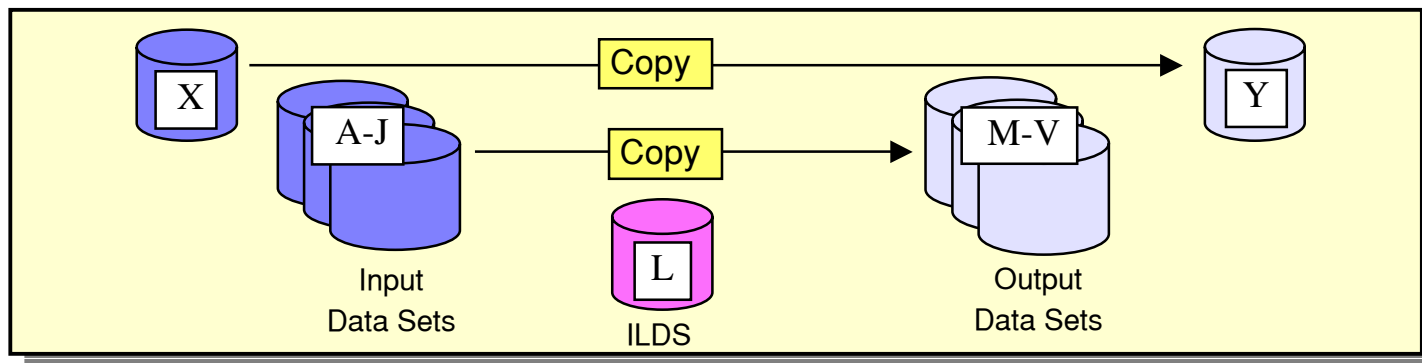 X
Copy
Y
A-J
Copy
M-V
L
Input
Data Sets
ILDS
Output
Data Sets